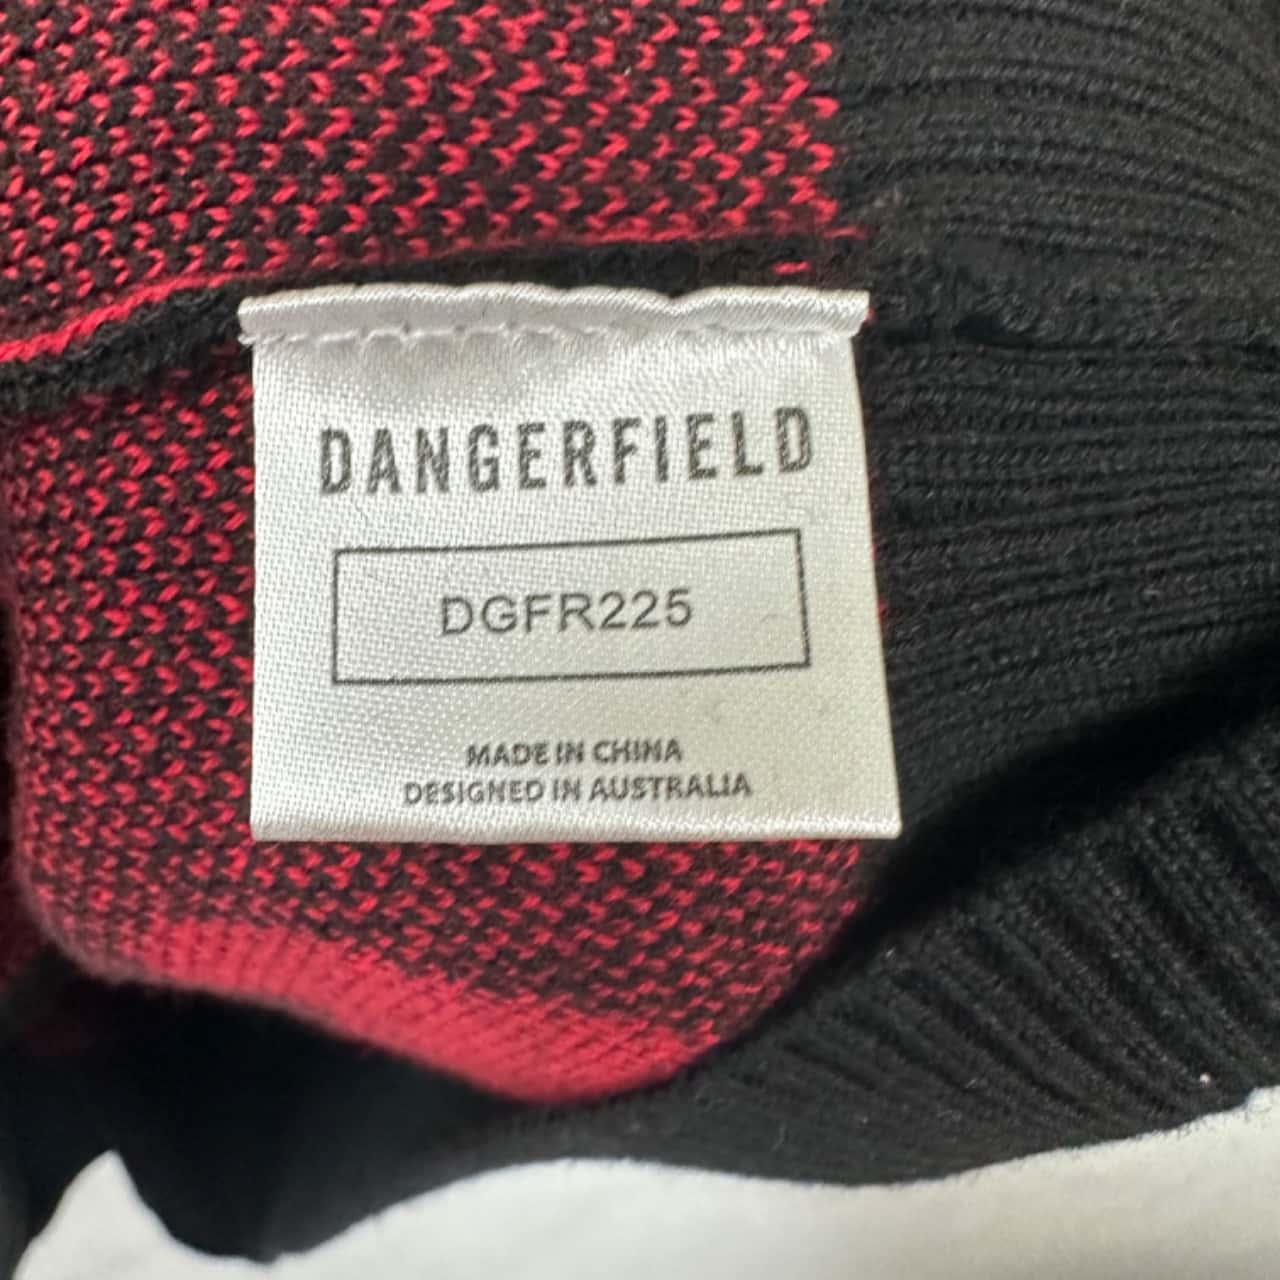 DANGERFIELD
DGFR225
MADE IN CHINA
DESIGNED IN AUSTRALIA